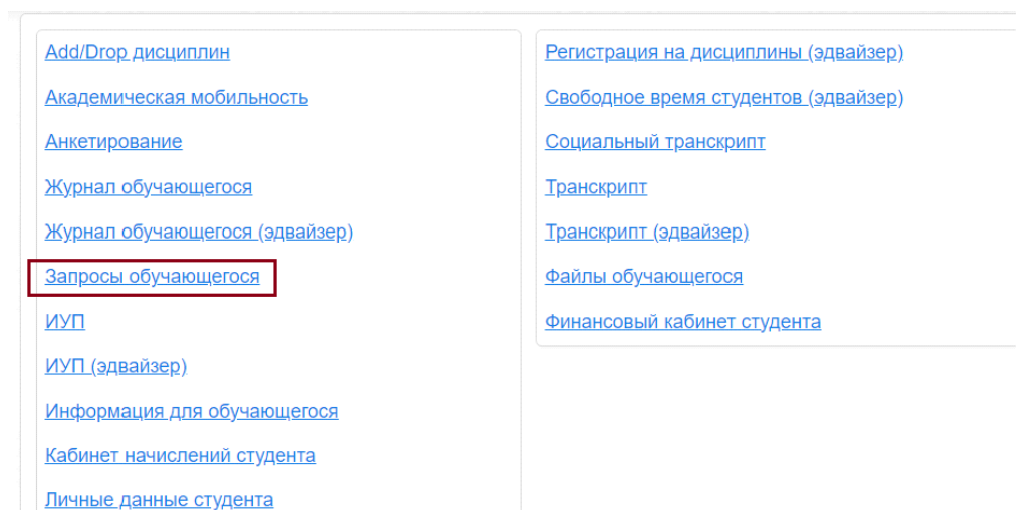 Add/Drop дисциплин
Академическая мобильность
Анкетирование
Журнал обучающегося
Журнал обучающегося (эдвайзер)
Запросы обучающегося
ИУП
ИУП (эдвайзер)
Информация для обучающегося
Кабинет начислений студента
Личные данные студента
Регистрация на дисциплины (эдвайзер)
Свободное время студентов (эдвайзер)
Социальный транскрипт
Транскрипт
Транскрипт (эдвайзер)
Файлы обучающегося
Финансовый кабинет студента